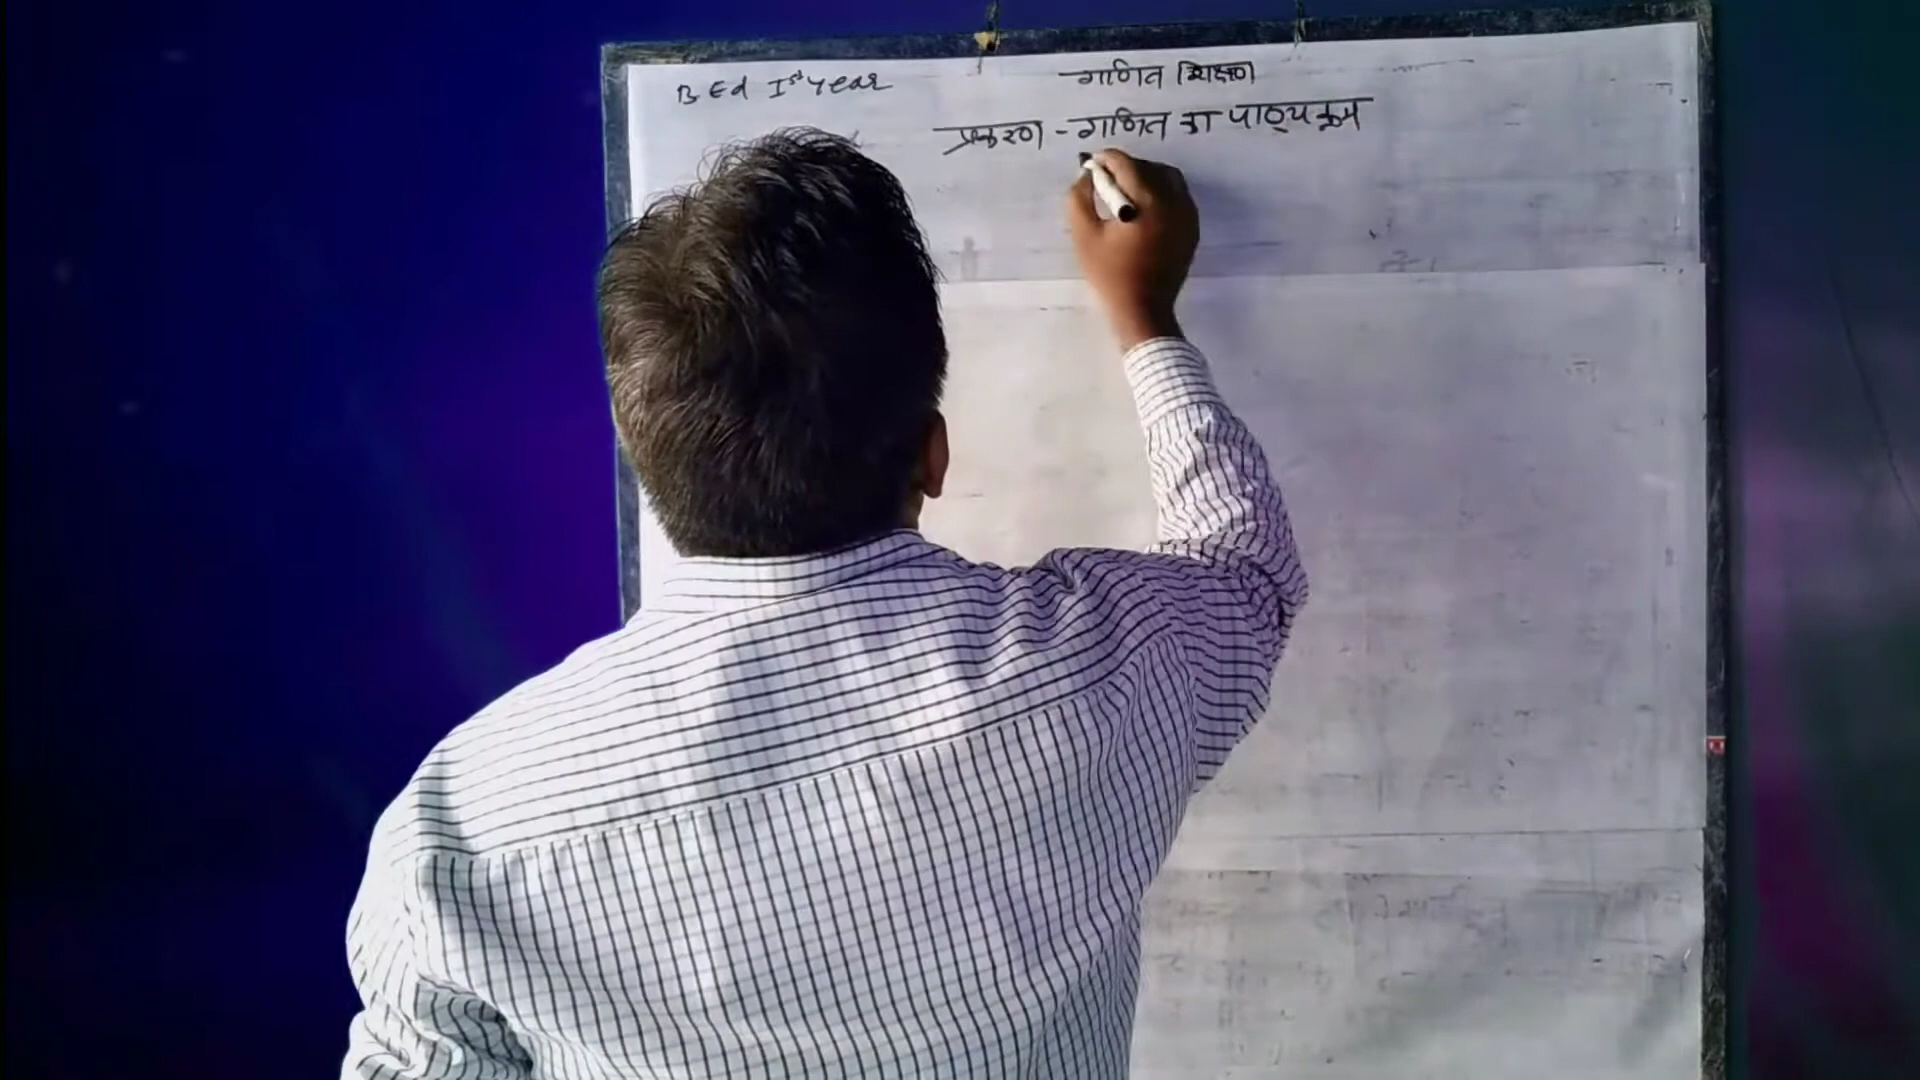 B Ed Ist Year
गणित शिक्षण
प्रकरण - गणित का पाठ्यक्रम